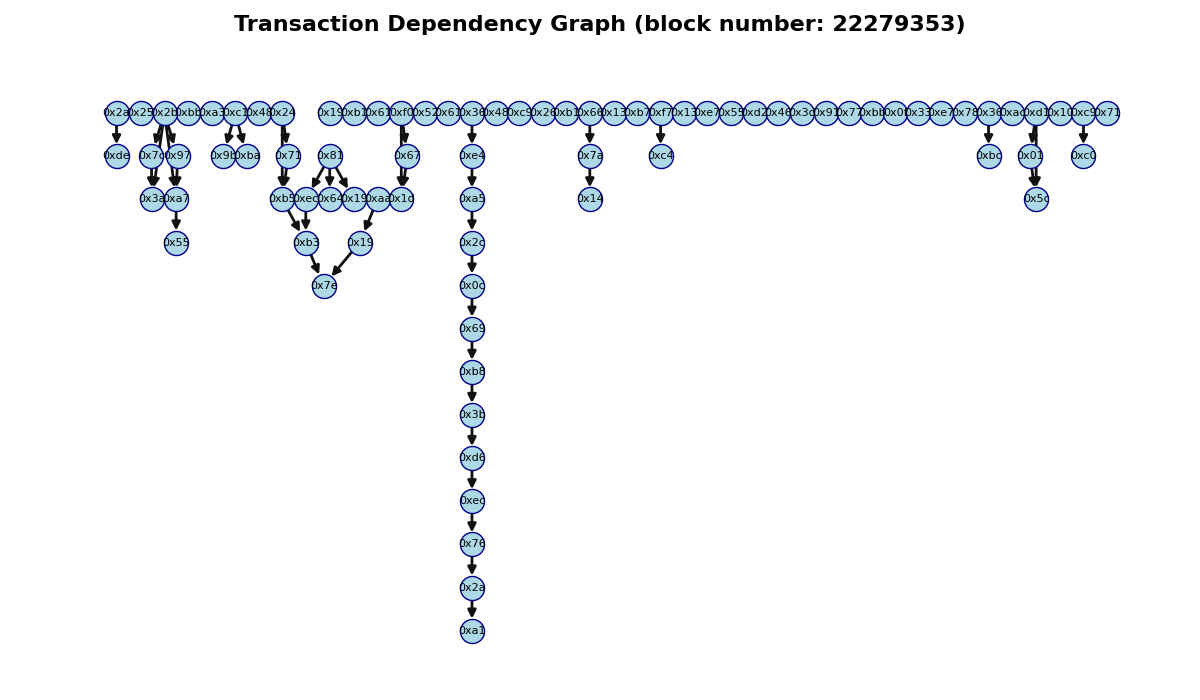 Transaction Dependency Graph (block number: 22279353)
0x2a 0x25 0x2b 0xbb 0xa3 0xc1 0x48 0x24 0x19 0xb1 0x61 0xf0 0x52 0x61 0x36 0x48 0xc9 0x26 0xb1 0x66 0x13 0xb7 0xf7 0x13 0xe7 0x55 0xd2 0x46 0x3d 0x91 0x77 0xbb 0x0f 0x33 0xe7 0x78 0x36 0xac 0xd1 0x10 0xc9 0x71
0xde 0x7c 0x97 0x9b 0xba 0x71 0x81 0x67 0xe4 0x7a 0xc4 0xbc 0x01 0xc0
0x3a 0xa7 0xb5 0xec 0x64 0x19 0xaa 0x1d 0xa5 0x14 0x5c
0x55 0xb3 0x19 0x2c
0x7e 0x0c
0x69
0xb8
0x3b
0xd6
0xec
0x76
0x2a
0xa1